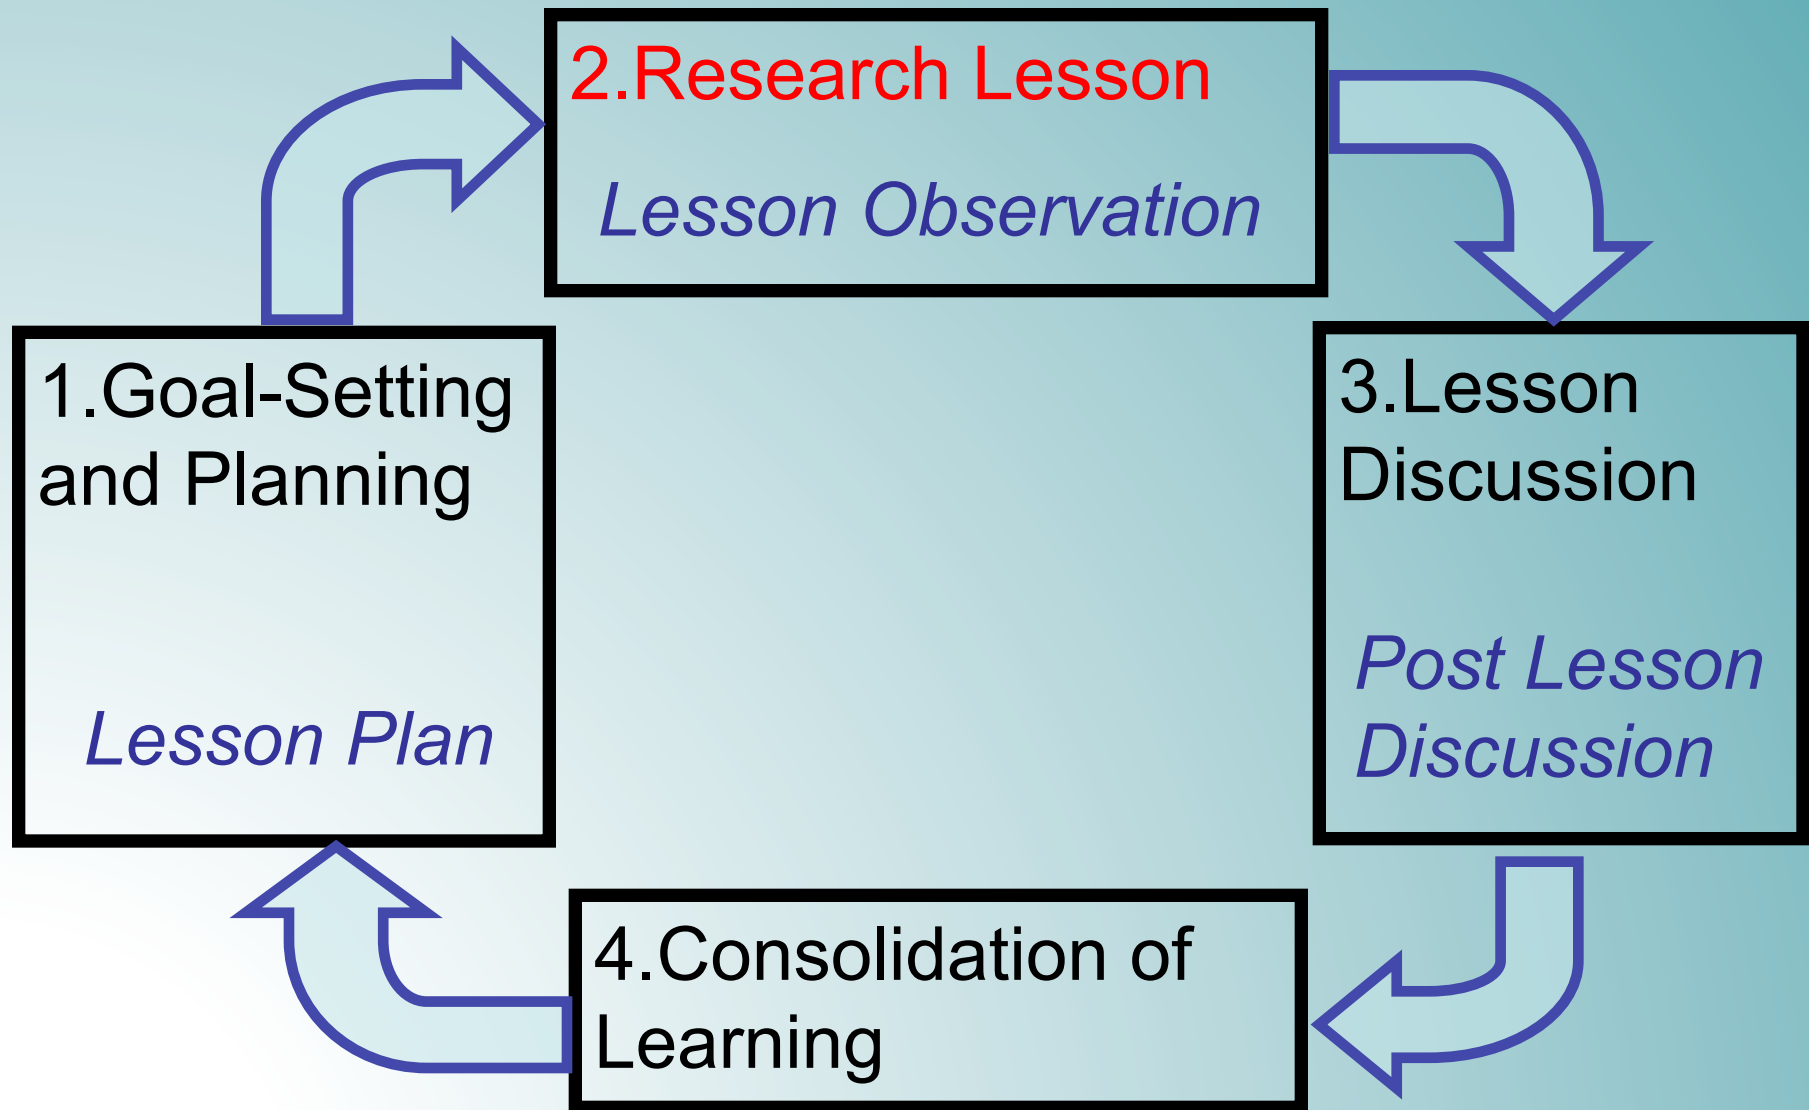 1.Goal-Setting
and Planning
Lesson Plan
2.Research Lesson
Lesson Observation
3.Lesson
Discussion
Post Lesson
Discussion
4.Consolidation of
Learning